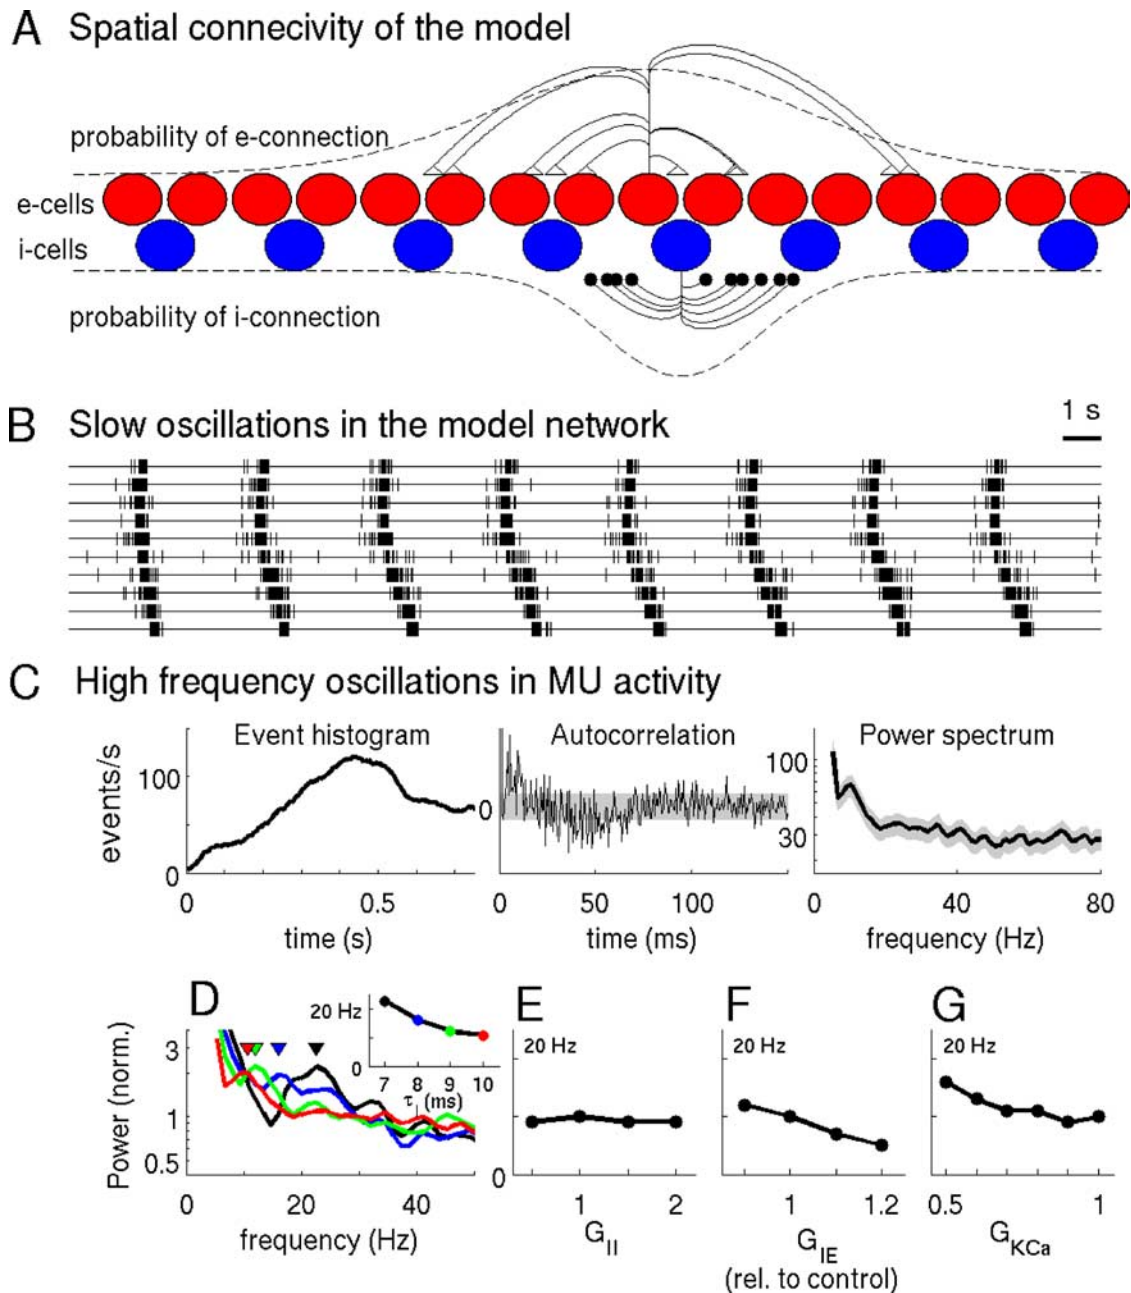 A Spatial connecivity of the model
probability of e-connection
e-cells
i-cells
probability of i-connection
B Slow oscillations in the model network
1 s
C High frequency oscillations in MU activity
Event histogram
Autocorrelation
Power spectrum
events/s
100
0
0
100
30
0 0.5
0 50 100
0 40 80
time (s)
time (ms)
frequency (Hz)
D
E
F
G
Power (norm.)
3
1
0.5
20 Hz
0
7 8 9 10
τ (ms)
20 Hz
20 Hz
20 Hz
0
0 20 40
1 2
1 1.2
0.5 1
frequency (Hz)
G_II
G_IE
G_KCa
(rel. to control)